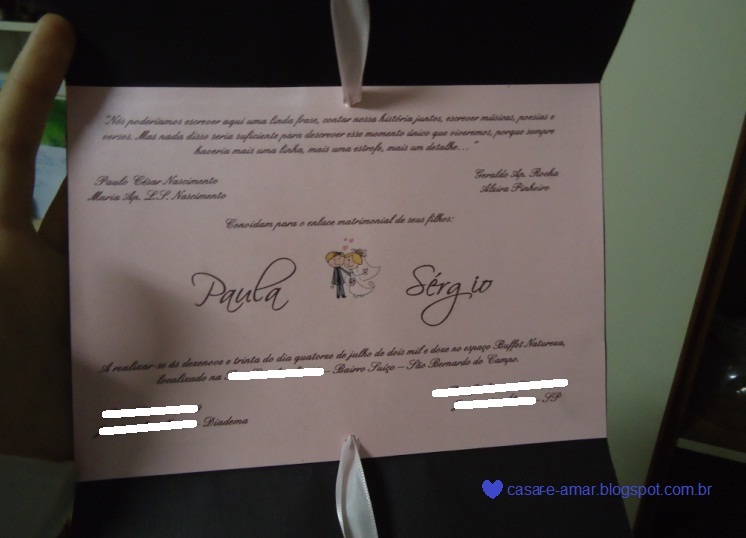 "Nós poderíamos escrever aqui uma linda frase, contar nossa história juntos, escrever músicas, poesias e
versos. Mas nada disso seria suficiente para descrever esse momento único que viveremos, porque sempre
haveria mais uma linha, mais uma estrofe, mais um detalhe..."
Paulo César Nascimento
Maria Ap. L.S. Nascimento
Geraldo Ap. Rocha
Alzira Pinheiro
Convidam para o enlace matrimonial de seus filhos:
Paula Sérgio
A realizar-se ás dezenove e trinta do dia quatorze de julho de dois mil e doze no espaço Buffet Natureza,
localizado na – Bairro Suíço – São Bernardo do Campo.
- Diadema
- SP
casa-e-amar.blogspot.com.br